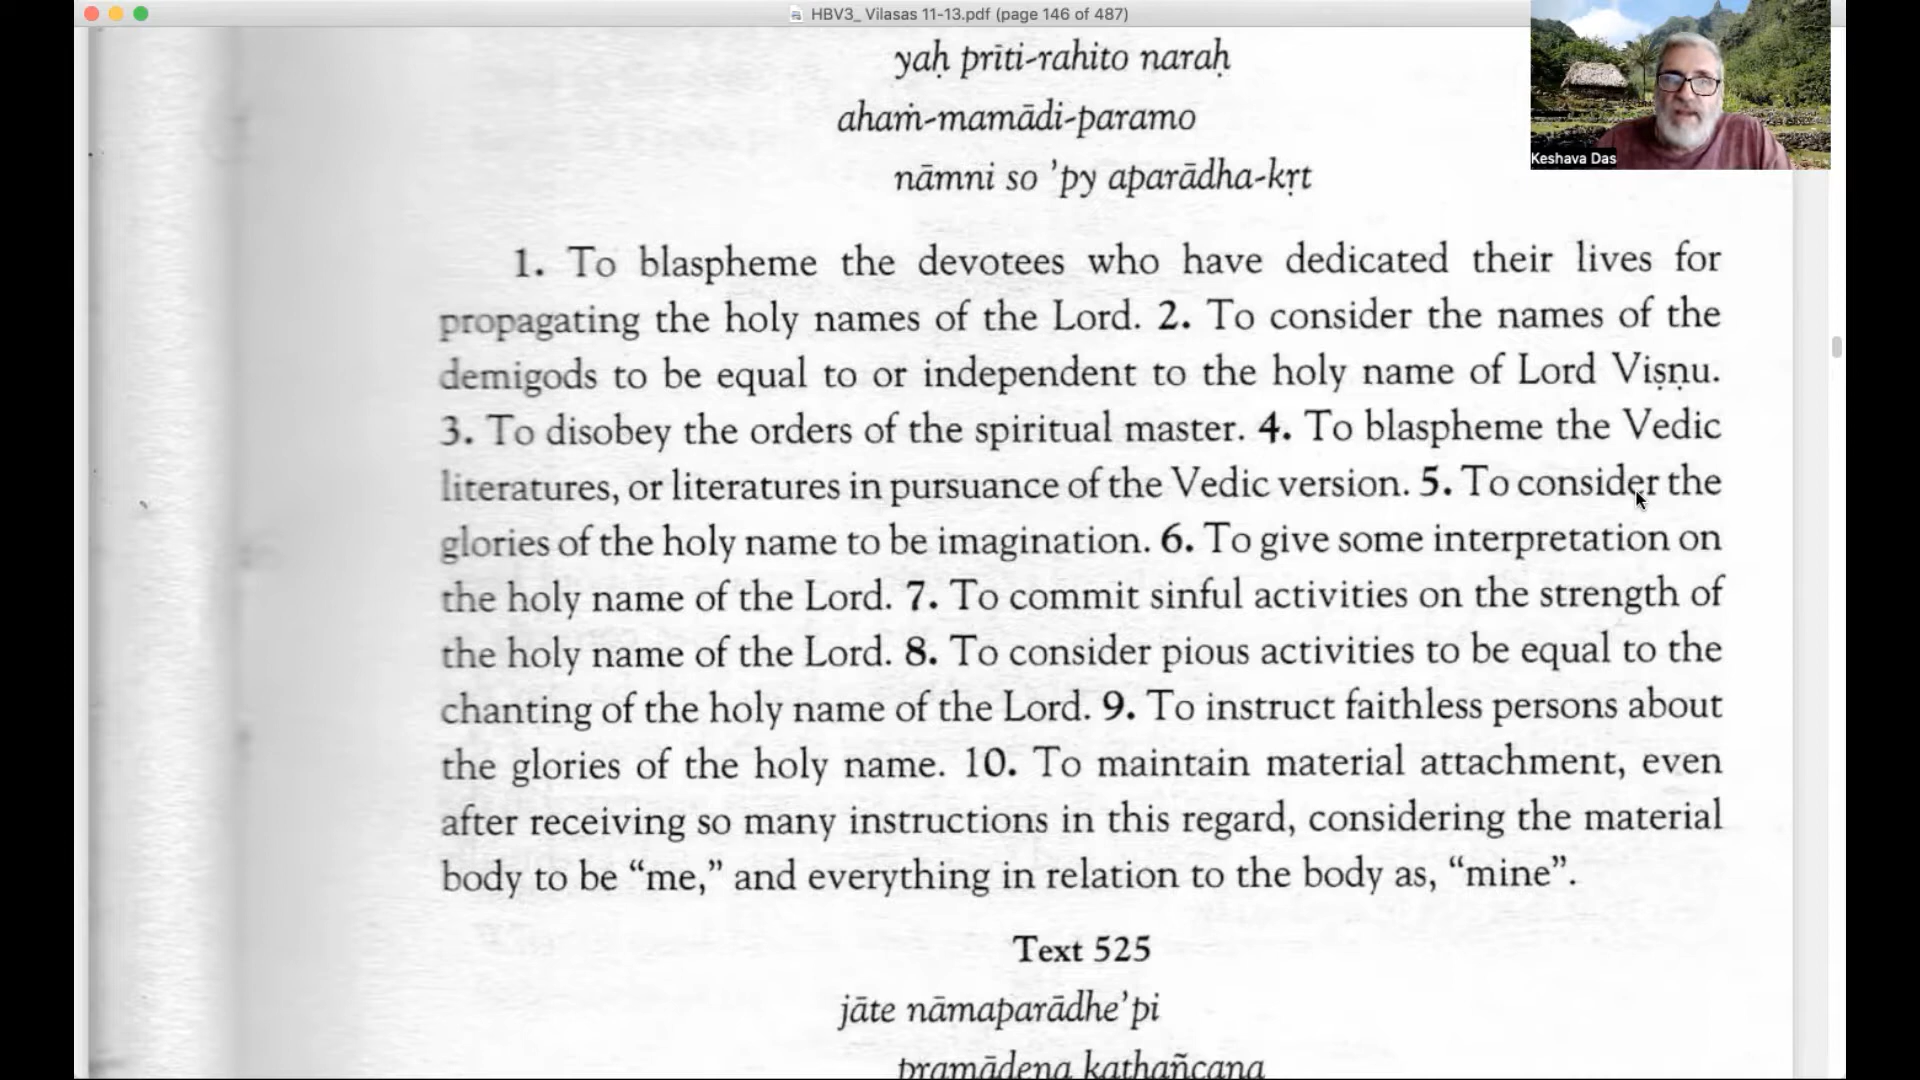 HBV3_ Vilasas 11-13.pdf (page 146 of 487)
yaḥ prīti-rahito naraḥ
ahaṁ-mamādi-paramo
nāmni so 'py aparādha-kṛt
Keshava Das
1. To blaspheme the devotees who have dedicated their lives for
propagating the holy names of the Lord. 2. To consider the names of the
demigods to be equal to or independent to the holy name of Lord Viṣṇu.
3. To disobey the orders of the spiritual master. 4. To blaspheme the Vedic
literatures, or literatures in pursuance of the Vedic version. 5. To consider the
glories of the holy name to be imagination. 6. To give some interpretation on
the holy name of the Lord. 7. To commit sinful activities on the strength of
the holy name of the Lord. 8. To consider pious activities to be equal to the
chanting of the holy name of the Lord. 9. To instruct faithless persons about
the glories of the holy name. 10. To maintain material attachment, even
after receiving so many instructions in this regard, considering the material
body to be “me,” and everything in relation to the body as, “mine”.
Text 525
jāte nāmaparādhe’pi
pramādena kathañcana